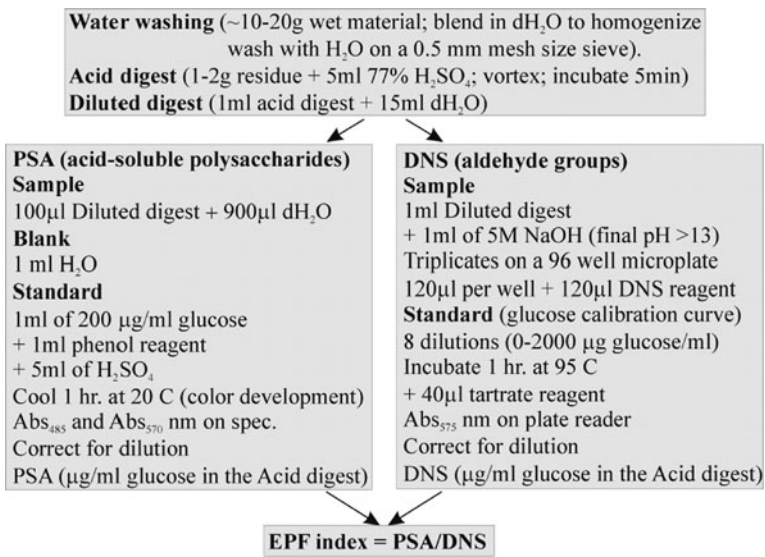 Water washing (~10-20g wet material; blend in dH₂O to homogenize
wash with H₂O on a 0.5 mm mesh size sieve).
Acid digest (1-2g residue + 5ml 77% H₂SO₄; vortex; incubate 5min)
Diluted digest (1ml acid digest + 15ml dH₂O)
PSA (acid-soluble polysaccharides)
Sample
100µl Diluted digest + 900µl dH₂O
Blank
1 ml H₂O
Standard
1ml of 200 µg/ml glucose
+ 1ml phenol reagent
+ 5ml of H₂SO₄
Cool 1 hr. at 20 C (color development)
Abs₄₈₅ and Abs₅₇₀ nm on spec.
Correct for dilution
PSA (µg/ml glucose in the Acid digest)
DNS (aldehyde groups)
Sample
1ml Diluted digest
+ 1ml of 5M NaOH (final pH >13)
Triplicates on a 96 well microplate
120µl per well + 120µl DNS reagent
Standard (glucose calibration curve)
8 dilutions (0-2000 µg glucose/ml)
Incubate 1 hr. at 95 C
+ 40µl tartrate reagent
Abs₅₇₅ nm on plate reader
Correct for dilution
DNS (µg/ml glucose in the Acid digest)
EPF index = PSA/DNS